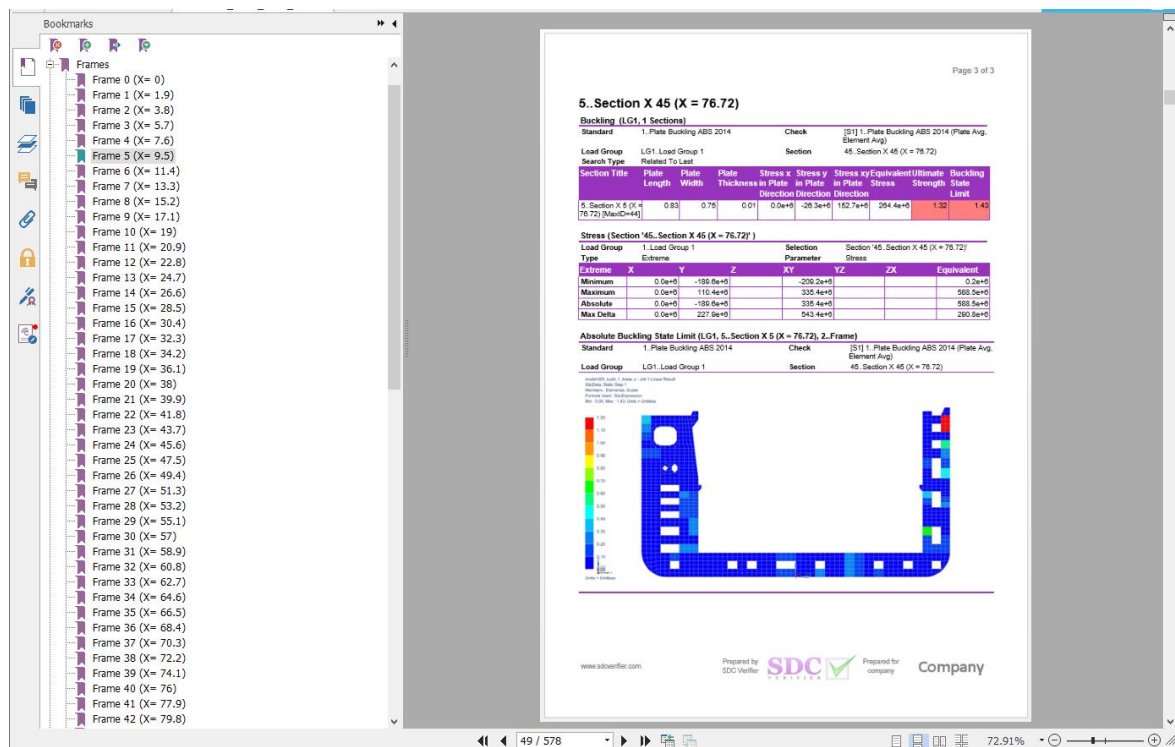 Bookmarks
Frames
Frame 0 (X= 0)
Frame 1 (X= 1.9)
Frame 2 (X= 3.8)
Frame 3 (X= 5.7)
Frame 4 (X= 7.6)
Frame 5 (X= 9.5)
Frame 6 (X= 11.4)
Frame 7 (X= 13.3)
Frame 8 (X= 15.2)
Frame 9 (X= 17.1)
Frame 10 (X= 19)
Frame 11 (X= 20.9)
Frame 12 (X= 22.8)
Frame 13 (X= 24.7)
Frame 14 (X= 26.6)
Frame 15 (X= 28.5)
Frame 16 (X= 30.4)
Frame 17 (X= 32.3)
Frame 18 (X= 34.2)
Frame 19 (X= 36.1)
Frame 20 (X= 38)
Frame 21 (X= 39.9)
Frame 22 (X= 41.8)
Frame 23 (X= 43.7)
Frame 24 (X= 45.6)
Frame 25 (X= 47.5)
Frame 26 (X= 49.4)
Frame 27 (X= 51.3)
Frame 28 (X= 53.2)
Frame 29 (X= 55.1)
Frame 30 (X= 57)
Frame 31 (X= 58.9)
Frame 32 (X= 60.8)
Frame 33 (X= 62.7)
Frame 34 (X= 64.6)
Frame 35 (X= 66.5)
Frame 36 (X= 68.4)
Frame 37 (X= 70.3)
Frame 38 (X= 72.2)
Frame 39 (X= 74.1)
Frame 40 (X= 76)
Frame 41 (X= 77.9)
Frame 42 (X= 79.8)
Page 3 of 3
5..Section X 45 (X = 76.72)
Buckling (LG1, 1 Sections)
Standard 1..Plate Buckling ABS 2014 Check [S1] 1..Plate Buckling ABS 2014 (Plate Avg,
Element Avg)
Load Group LG1..Load Group 1 Section 45..Section X 45 (X = 76.72)
Search Type Related To Last
Section Title Plate Plate Plate Stress x Stress y Stress xy Equivalent Ultimate Buckling
Length Width Thickness in Plate in Plate in Plate Stress Strength State
Direction Direction Direction Limit
5..Section X 5 (X = 0.83 0.75 0.01 0.0e+6 -26.3e+6 152.7e+6 264.4e+6 1.32 1.43
76.72) [MaxID=44]
Stress (Section '45..Section X 45 (X = 76.72)' )
Load Group 1..Load Group 1 Selection Section '45..Section X 45 (X = 76.72)'
Type Extreme Parameter Stress
Extreme X Y Z XY YZ ZX Equivalent
Minimum 0.0e+6 -189.6e+6 -209.2e+6 0.2e+6
Maximum 0.0e+6 110.4e+6 335.4e+6 588.5e+6
Absolute 0.0e+6 -189.6e+6 335.4e+6 588.5e+6
Max Delta 0.0e+6 227.9e+6 543.4e+6 290.8e+6
Absolute Buckling State Limit (LG1, 5..Section X 5 (X = 76.72), 2..Frame)
Standard 1..Plate Buckling ABS 2014 Check [S1] 1..Plate Buckling ABS 2014 (Plate Avg,
Element Avg)
Load Group LG1..Load Group 1 Section 45..Section X 45 (X = 76.72)
Units = Unitless
www.sdcverifier.com
Prepared by
SDC Verifier
SDC
VERIFIER
Prepared for
company
Company
49 / 578
72.91%